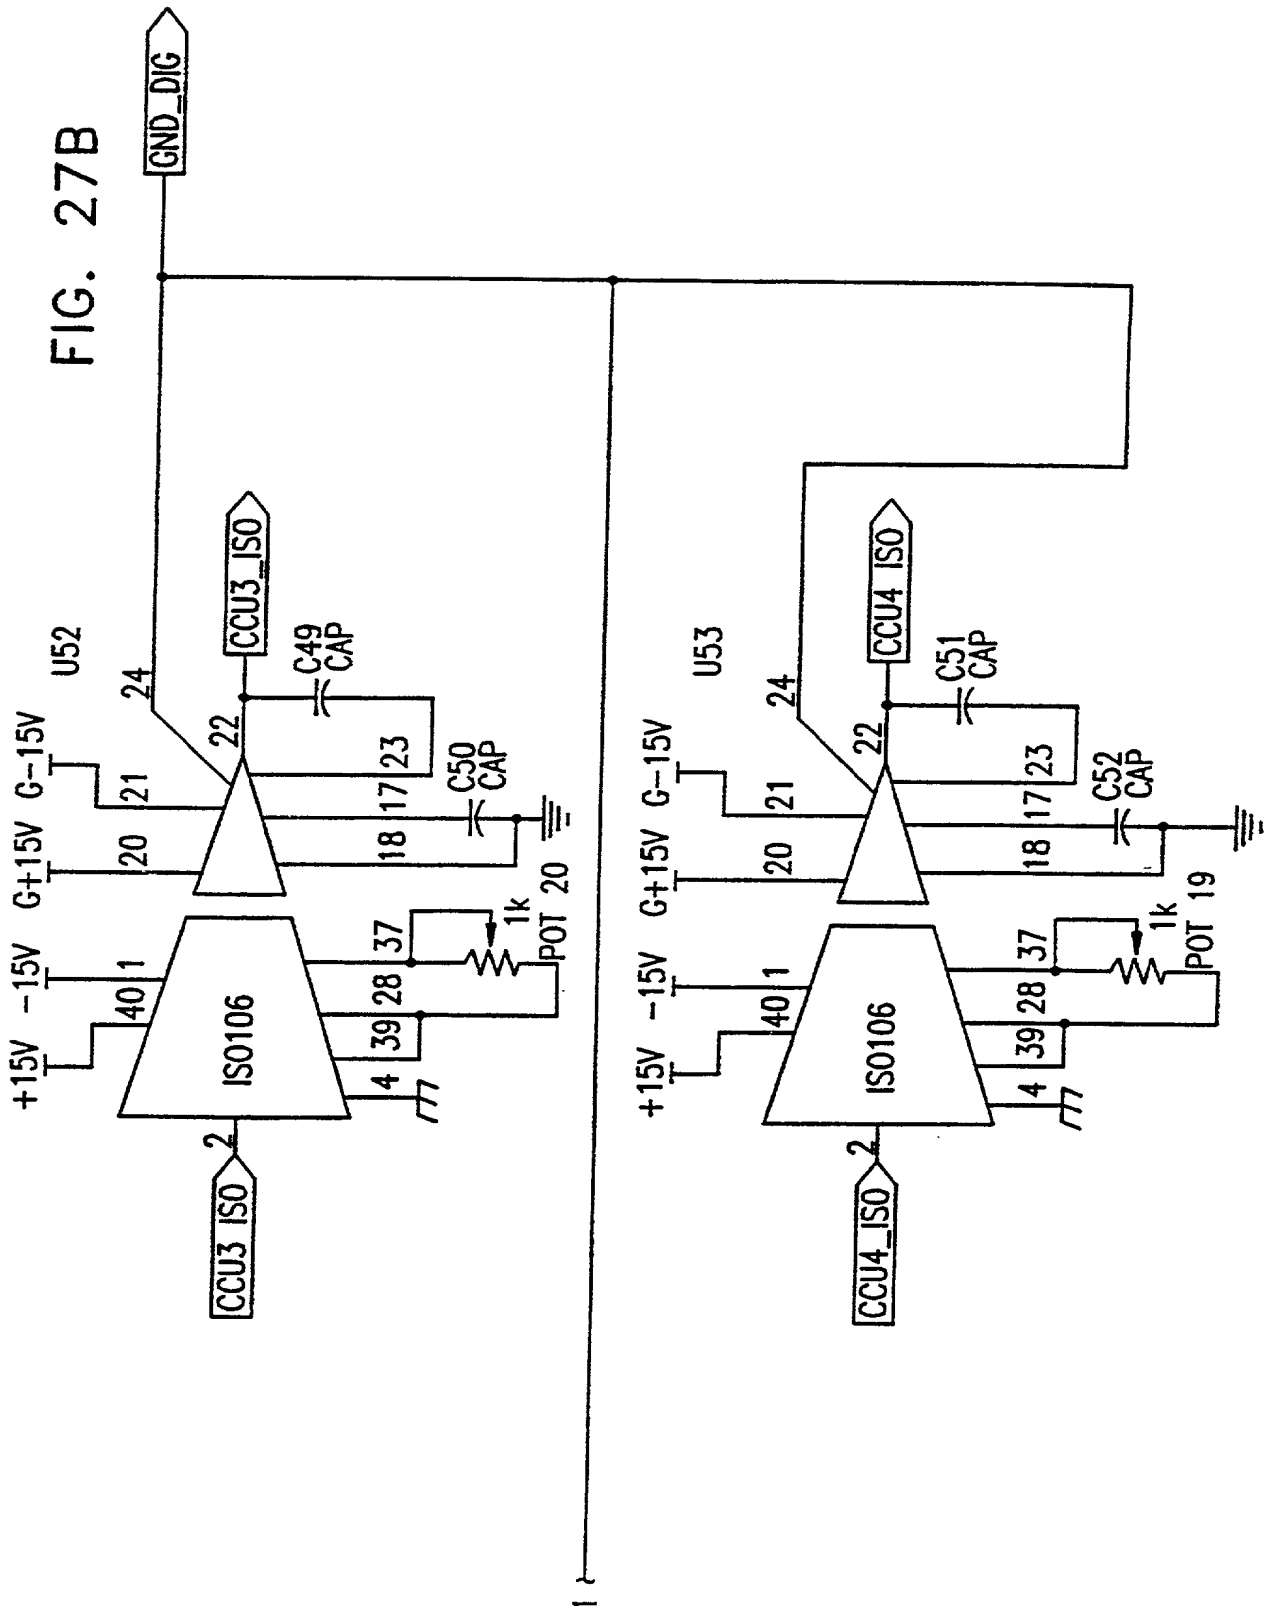 FIG. 27B
GND_DIG
U52
+15V
-15V
G+15V
G-15V
40
1
20
21
24
CCU3 ISO
2
ISO106
22
CCU3_ISO
4
39
28
37
18
17
23
C49
CAP
C50
CAP
1k
POT 20
1
U53
+15V
-15V
G+15V
G-15V
40
1
20
21
24
CCU4_ISO
2
ISO106
22
CCU4 ISO
4
39
28
37
18
17
23
C51
CAP
C52
CAP
1k
POT 19